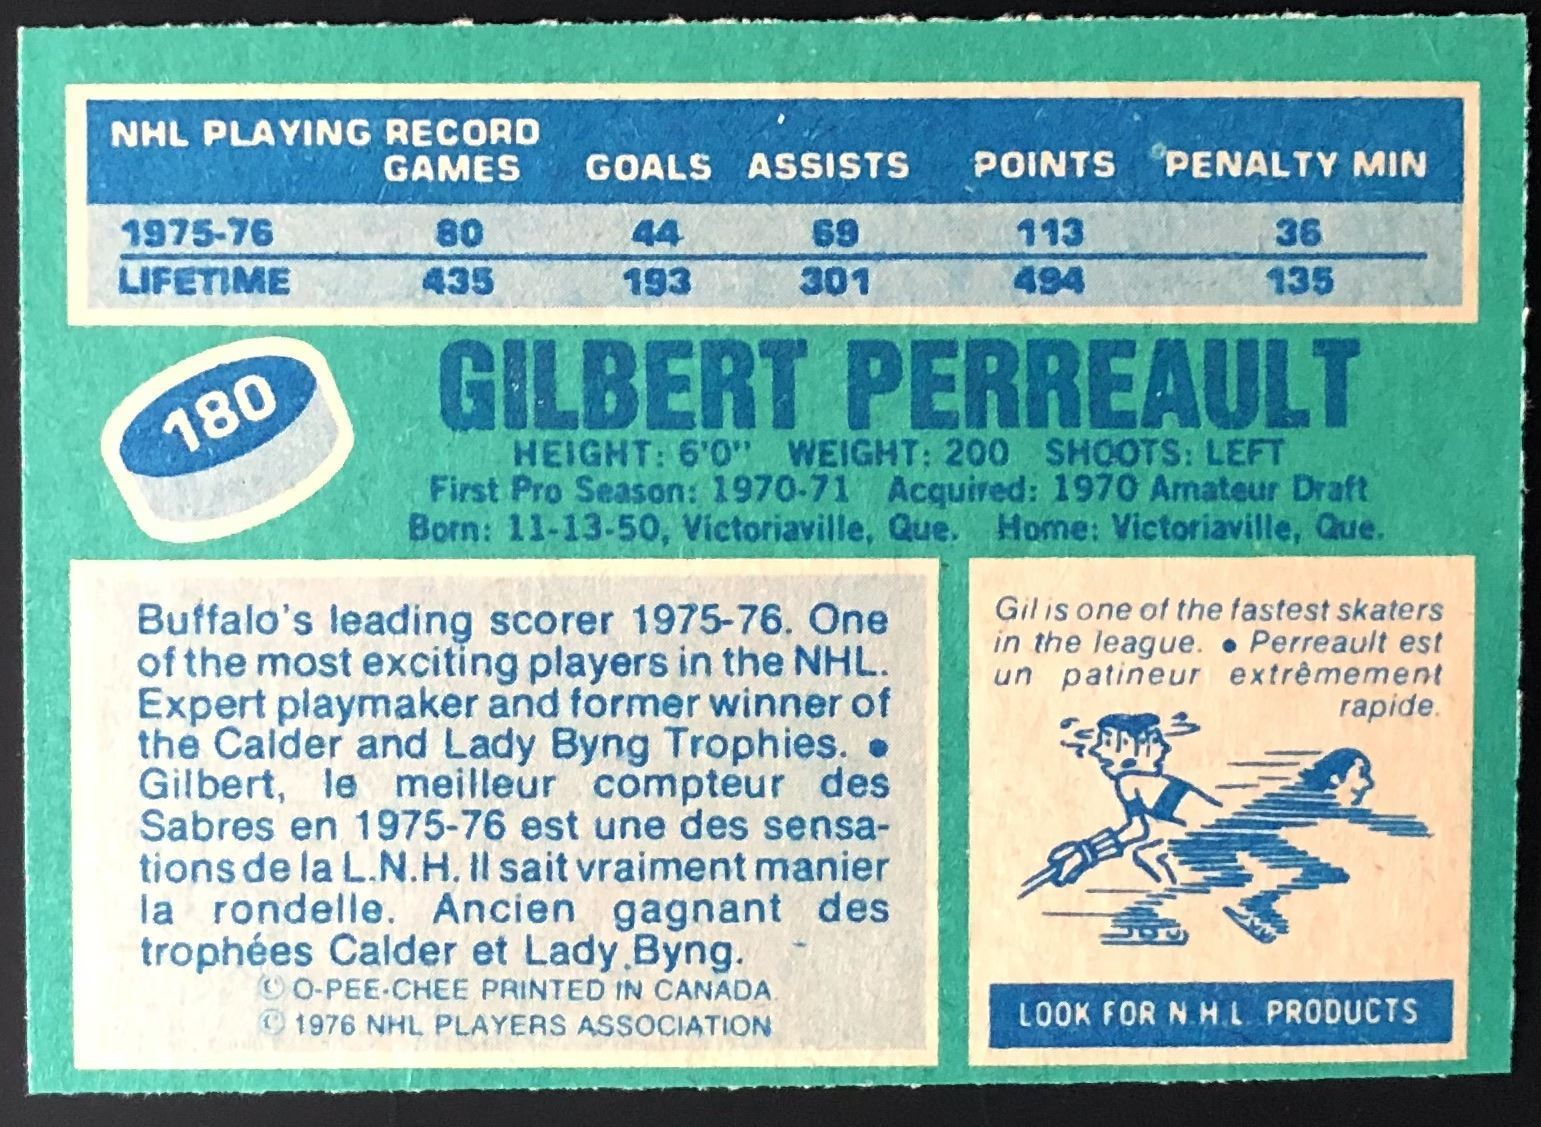 NHL PLAYING RECORD
GAMES GOALS ASSISTS POINTS PENALTY MIN
1975-76 80 44 69 113 36
LIFETIME 435 193 301 494 135
180
GILBERT PERREAULT
HEIGHT: 6'0" WEIGHT: 200 SHOOTS: LEFT
First Pro Season: 1970-71 Acquired: 1970 Amateur Draft
Born: 11-13-50, Victoriaville, Que. Home: Victoriaville, Que.
Buffalo's leading scorer 1975-76. One
of the most exciting players in the NHL.
Expert playmaker and former winner of
the Calder and Lady Byng Trophies. •
Gilbert, le meilleur compteur des
Sabres en 1975-76 est une des sensa-
tions de la L.N.H. Il sait vraiment manier
la rondelle. Ancien gagnant des
trophées Calder et Lady Byng.
© O-PEE-CHEE PRINTED IN CANADA
© 1976 NHL PLAYERS ASSOCIATION
Gil is one of the fastest skaters
in the league. • Perreault est
un patineur extrêmement
rapide.
LOOK FOR N.H.L. PRODUCTS